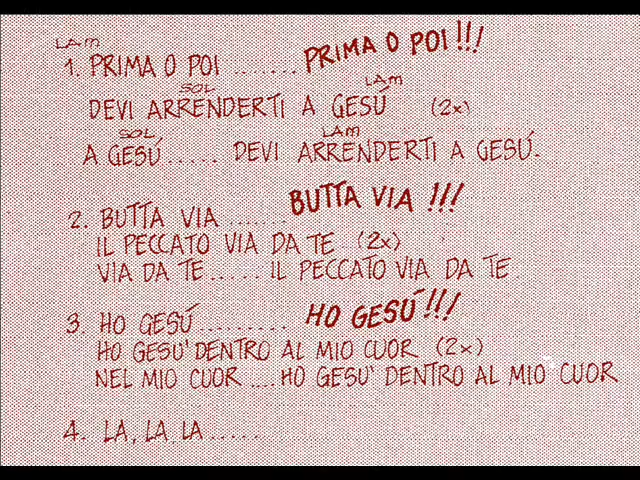 LAm
1. PRIMA O POI ....... PRIMA O POI!!!
SOL LAm
DEVI ARRENDERTI A GESÚ (2x)
SOL LAM
A GESÚ..... DEVI ARRENDERTI A GESÚ.
2. BUTTA VIA ...... BUTTA VIA !!!
IL PECCATO VIA DA TE (2x)
VIA DA TE ...... IL PECCATO VIA DA TE
3. HO GESÚ......... HO GESÚ!!!
HO GESU' DENTRO AL MIO CUOR (2x)
NEL MIO CUOR .... HO GESU' DENTRO AL MIO CUOR
4. LA, LA, LA .....